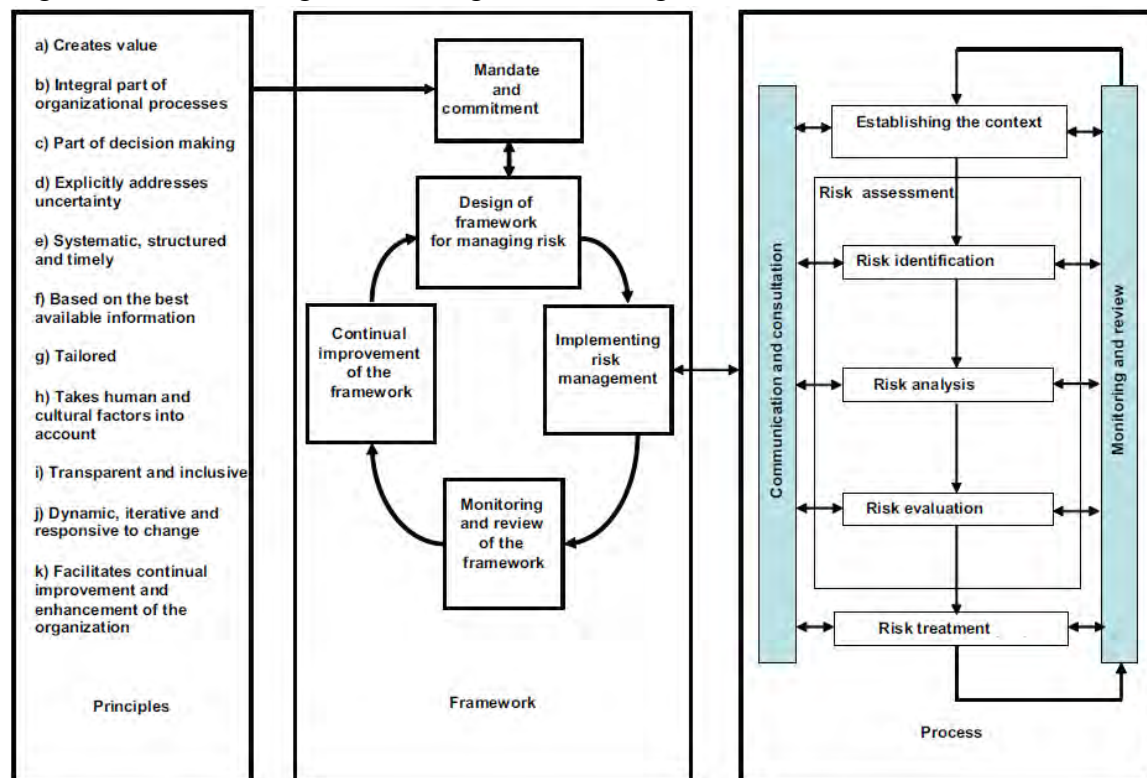 a) Creates value
b) Integral part of
organizational processes
c) Part of decision making
d) Explicitly addresses
uncertainty
e) Systematic, structured
and timely
f) Based on the best
available information
g) Tailored
h) Takes human and
cultural factors into
account
i) Transparent and inclusive
j) Dynamic, iterative and
responsive to change
k) Facilitates continual
improvement and
enhancement of the
organization
Principles
Mandate
and
commitment
Design of
framework
for managing risk
Continual
improvement
of the
framework
Implementing
risk
management
Monitoring
and review
of the
framework
Framework
Communication and consultation
Establishing the context
Risk assessment
Risk identification
Risk analysis
Risk evaluation
Risk treatment
Monitoring and review
Process